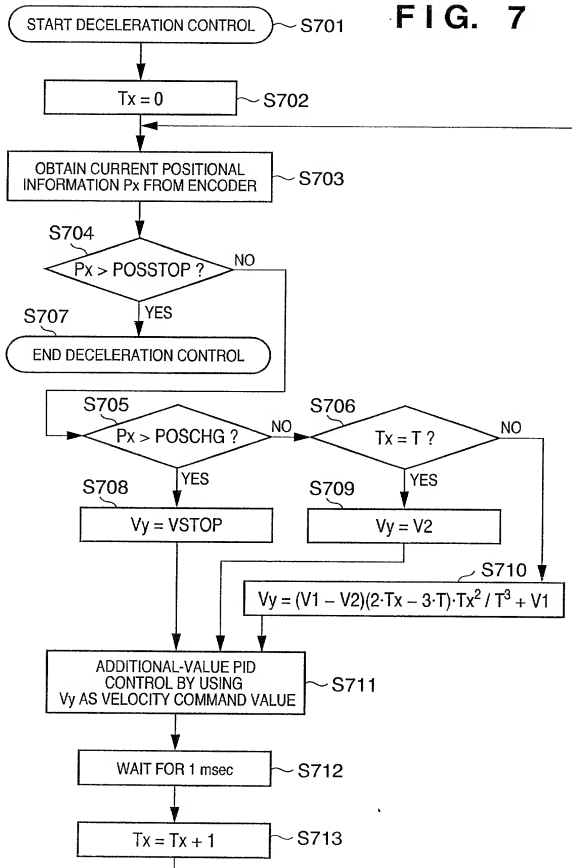 FIG. 7
START DECELERATION CONTROL
S701
Tx = 0
S702
OBTAIN CURRENT POSITIONAL
INFORMATION Px FROM ENCODER
S703
S704
Px > POSSTOP ?
NO
YES
S707
END DECELERATION CONTROL
S705
Px > POSCHG ?
NO
YES
S706
Tx = T ?
NO
YES
S708
Vy = VSTOP
S709
Vy = V2
S710
Vy = (V1 − V2)(2·Tx − 3·T)·Tx² / T³ + V1
ADDITIONAL-VALUE PID
CONTROL BY USING
Vy AS VELOCITY COMMAND VALUE
S711
WAIT FOR 1 msec
S712
Tx = Tx + 1
S713